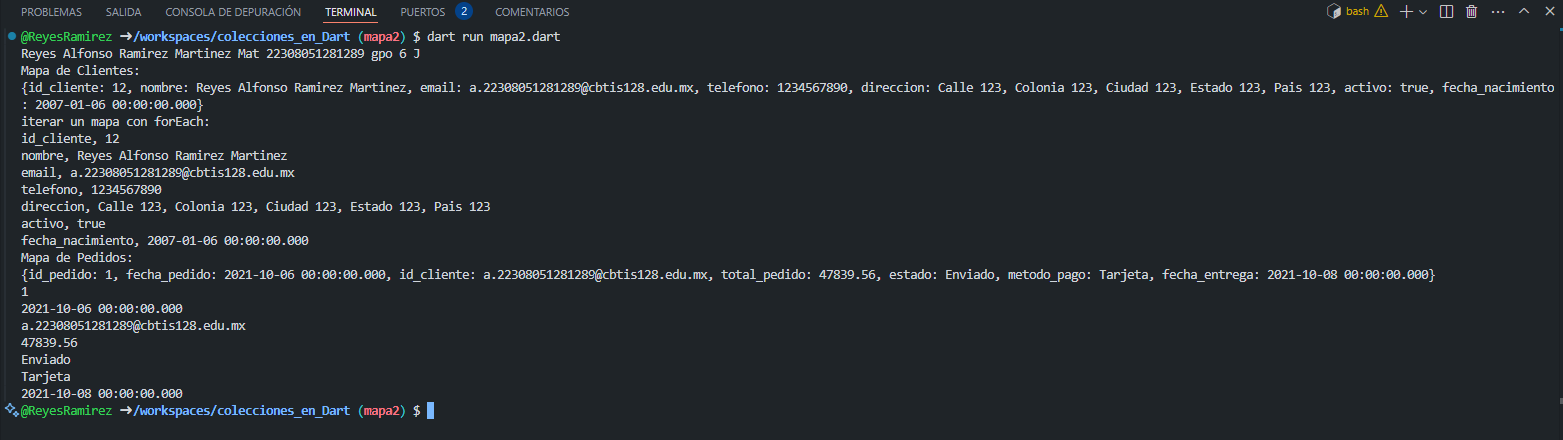 PROBLEMAS SALIDA CONSOLA DE DEPURACIÓN TERMINAL PUERTOS 2 COMENTARIOS bash
@ReyesRamirez ➜/workspaces/colecciones_en_Dart (mapa2) $ dart run mapa2.dart
Reyes Alfonso Ramirez Martinez Mat 22308051281289 gpo 6 J
Mapa de Clientes:
{id_cliente: 12, nombre: Reyes Alfonso Ramirez Martinez, email: a.22308051281289@cbtis128.edu.mx, telefono: 1234567890, direccion: Calle 123, Colonia 123, Ciudad 123, Estado 123, Pais 123, activo: true, fecha_nacimiento
: 2007-01-06 00:00:00.000}
iterar un mapa con forEach:
id_cliente, 12
nombre, Reyes Alfonso Ramirez Martinez
email, a.22308051281289@cbtis128.edu.mx
telefono, 1234567890
direccion, Calle 123, Colonia 123, Ciudad 123, Estado 123, Pais 123
activo, true
fecha_nacimiento, 2007-01-06 00:00:00.000
Mapa de Pedidos:
{id_pedido: 1, fecha_pedido: 2021-10-06 00:00:00.000, id_cliente: a.22308051281289@cbtis128.edu.mx, total_pedido: 47839.56, estado: Enviado, metodo_pago: Tarjeta, fecha_entrega: 2021-10-08 00:00:00.000}
1
2021-10-06 00:00:00.000
a.22308051281289@cbtis128.edu.mx
47839.56
Enviado
Tarjeta
2021-10-08 00:00:00.000
@ReyesRamirez ➜/workspaces/colecciones_en_Dart (mapa2) $